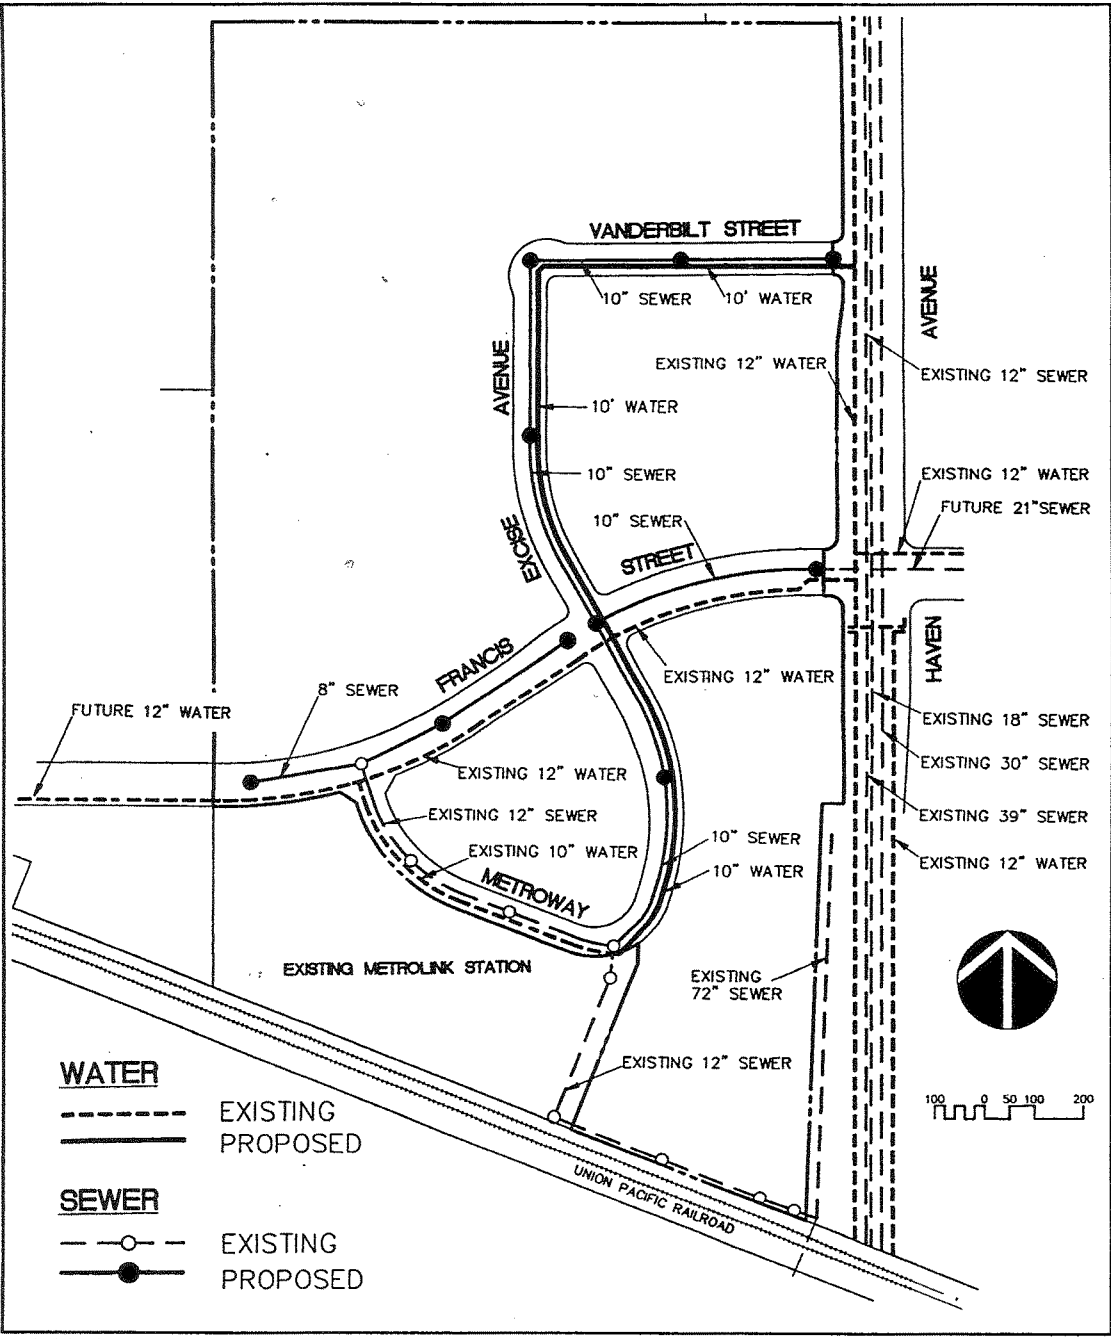 VANDERBILT STREET
10" SEWER
10' WATER
AVENUE
EXISTING 12" WATER
EXISTING 12" SEWER
AVENUE
10' WATER
10" SEWER
EXISTING 12" WATER
FUTURE 21"SEWER
10" SEWER
EXCISE
STREET
HAVEN
FRANCIS
EXISTING 12" WATER
8" SEWER
FUTURE 12" WATER
EXISTING 18" SEWER
EXISTING 30" SEWER
EXISTING 12" WATER
EXISTING 12" SEWER
EXISTING 39" SEWER
10" SEWER
EXISTING 10" WATER
EXISTING 12" WATER
10" WATER
METROWAY
EXISTING METROLINK STATION
EXISTING
72" SEWER
EXISTING 12" SEWER
WATER
EXISTING
PROPOSED
100 0 50 100 200
SEWER
EXISTING
PROPOSED
UNION PACIFIC RAILROAD